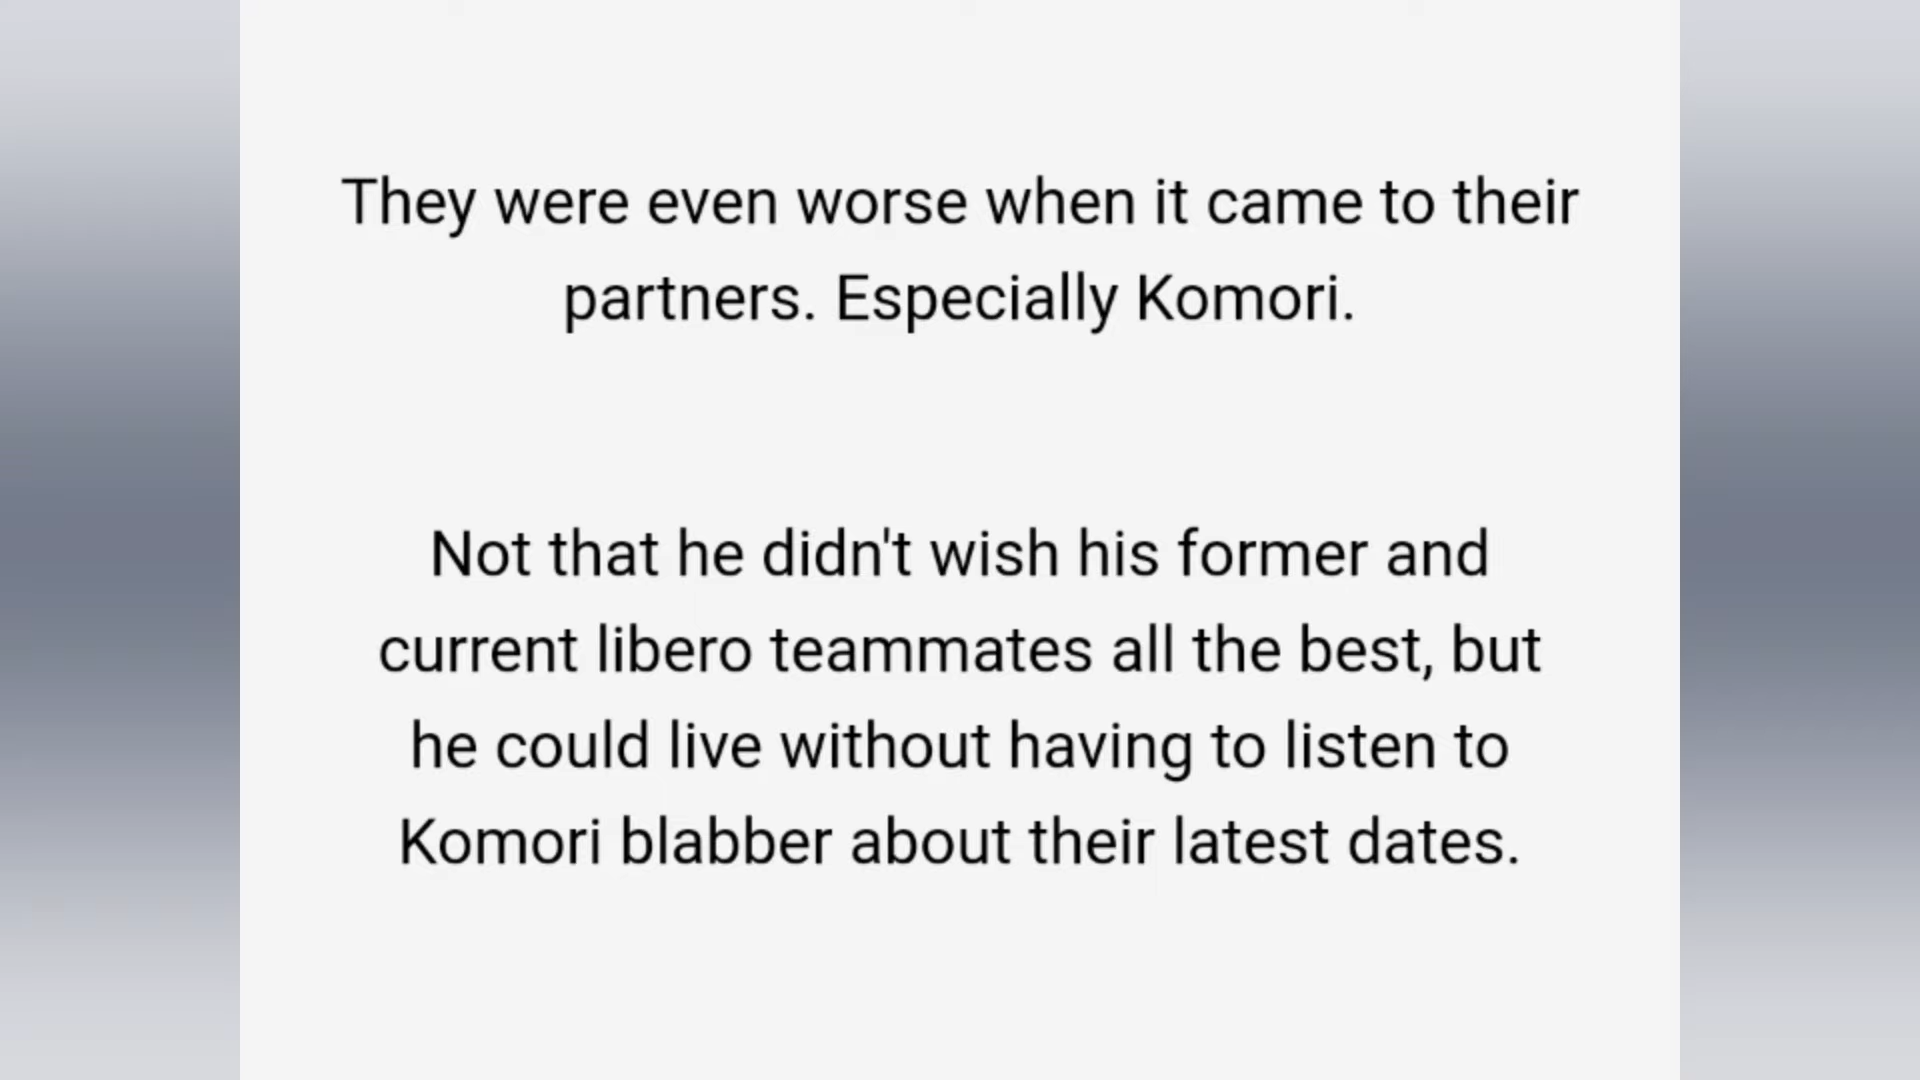 They were even worse when it came to their
partners. Especially Komori.
Not that he didn't wish his former and
current libero teammates all the best, but
he could live without having to listen to
Komori blabber about their latest dates.